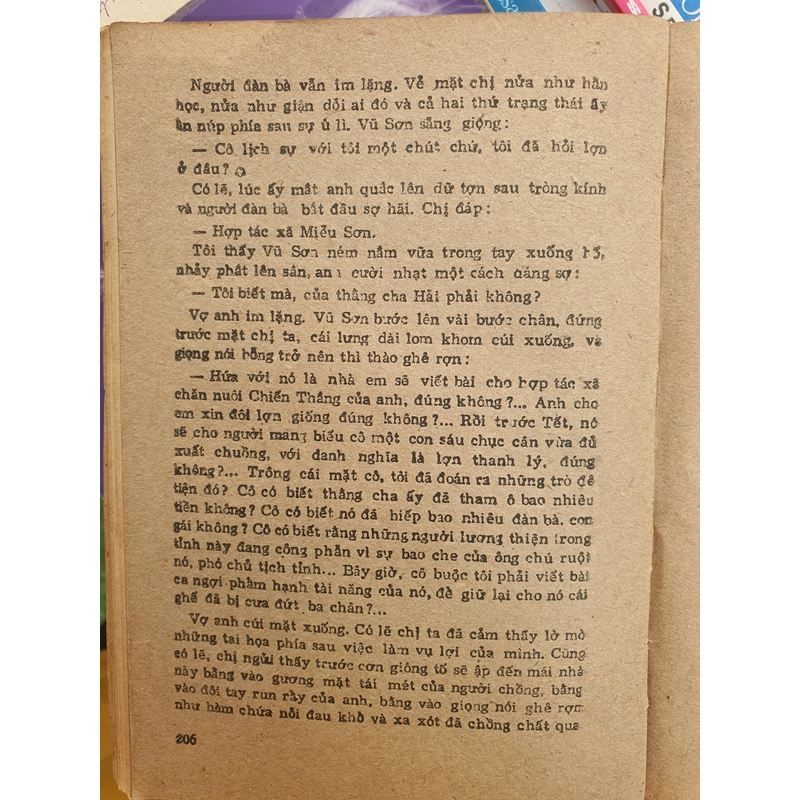 Người đàn bà vẫn im lặng. Vẻ mặt chị nửa như hằn
học, nửa như giận dỗi ai đó và cả hai thứ trạng thái ấy
ẩn núp phía sau sự ù lì. Vũ Sơn sẵng giọng:
— Cô lịch sự với tôi một chút chứ, tôi đã hỏi lợn
ở đâu?
Có lẽ, lúc ấy mắt anh quắc lên dữ tợn sau tròng kính
và người đàn bà bắt đầu sợ hãi. Chị đáp:
— Hợp tác xã Miễu Sơn.
Tôi thấy Vũ Sơn ném nắm vữa trong tay xuống hố,
nhảy phắt lên sân, anh cười nhạt một cách đáng sợ:
— Tôi biết mà, của thằng cha Hải phải không?
Vợ anh im lặng. Vũ Sơn bước lên vài bước chân, đứng
trước mặt chị ta, cái lưng dài lom khom cúi xuống, và
giọng nói bỗng trở nên thì thào ghê rợn:
— Hứa với nó là nhà em sẽ viết bài cho hợp tác xã
chăn nuôi Chiến Thắng của anh, đúng không?... Anh cho
em xin đôi lợn giống đúng không?... Rồi trước Tết, nó
sẽ cho người mang biếu cô một con sáu chục cân vừa đủ
xuất chuồng, với danh nghĩa là lợn thanh lý, đúng
không?... Trông cái mặt cô, tôi đã đoán ra những trò đê
tiện đó? Cô có biết thằng cha ấy đã tham ô bao nhiêu
tiền không? Cô có biết nó đã hiếp bao nhiêu đàn bà, con
gái không? Cô có biết rằng những người lương thiện trong
tỉnh này đang công phẫn vì sự bao che của ông chú ruột
nó, phó chủ tịch tỉnh... Bây giờ, cô buộc tôi phải viết bài
ca ngợi phẩm hạnh tài năng của nó, để giữ lại cho nó cái
ghế đã bị cưa đứt ba chân?...
Vợ anh cúi mặt xuống. Có lẽ chị ta đã cảm thấy lờ mờ
những tai họa phía sau việc làm vụ lợi của mình. Cũng
có lẽ, chị ngửi thấy trước cơn giông tố sẽ ập đến mái nhà
này bằng vào gương mặt tái mét của người chồng, bằng
vào đôi tay run rẩy của anh, bằng vào giọng nói ghê rợn
như hàm chứa nỗi đau khổ và xa xót đã chồng chất qua
206